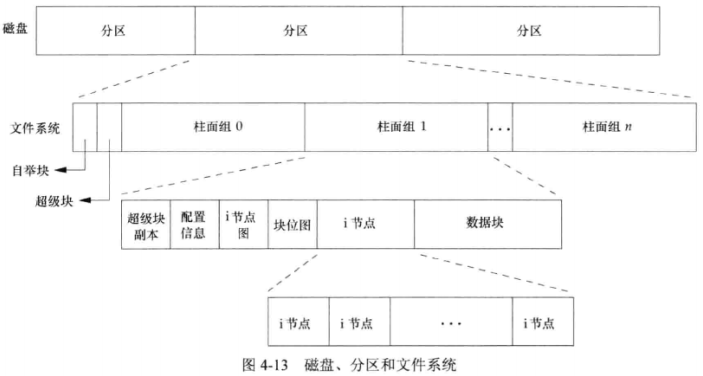 磁盘
分区 分区 分区
文件系统
柱面组 0 柱面组 1 ··· 柱面组 n
自举块
超级块
超级块 配置 i节点 块位图 i 节点 数据块
副本 信息 图
i 节点 i 节点 ··· i 节点
图 4-13 磁盘、分区和文件系统